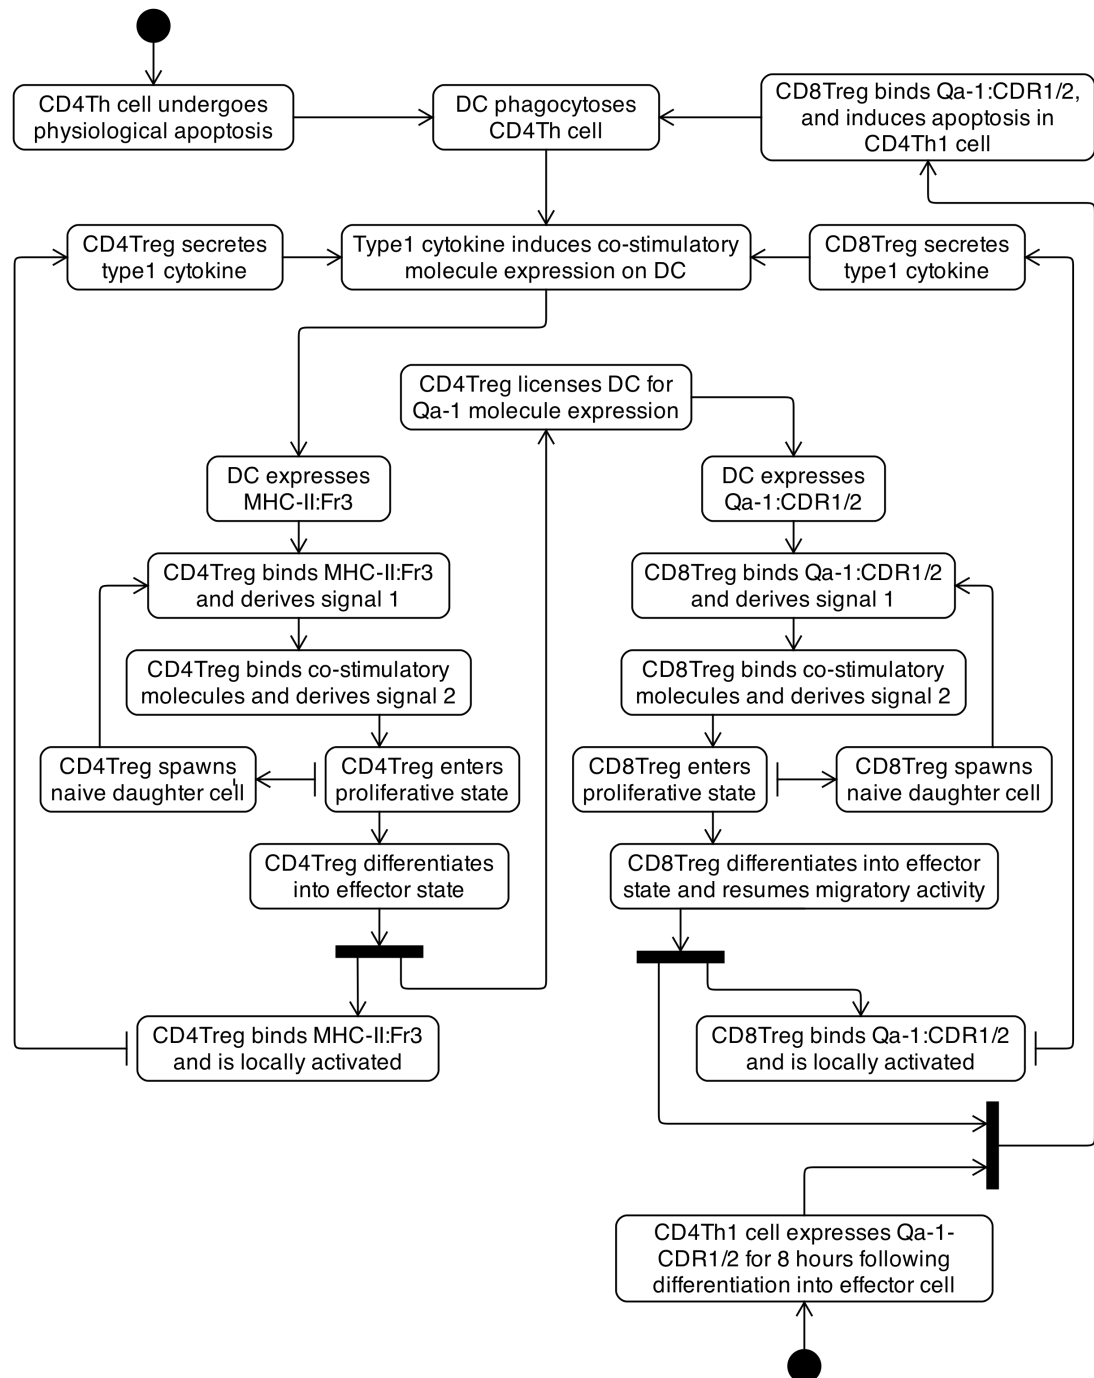 CD4Th cell undergoes
physiological apoptosis
DC phagocytoses
CD4Th cell
CD8Treg binds Qa-1:CDR1/2,
and induces apoptosis in
CD4Th1 cell
CD4Treg secretes
type1 cytokine
Type1 cytokine induces co-stimulatory
molecule expression on DC
CD8Treg secretes
type1 cytokine
CD4Treg licenses DC for
Qa-1 molecule expression
DC expresses
MHC-II:Fr3
DC expresses
Qa-1:CDR1/2
CD4Treg binds MHC-II:Fr3
and derives signal 1
CD8Treg binds Qa-1:CDR1/2
and derives signal 1
CD4Treg binds co-stimulatory
molecules and derives signal 2
CD8Treg binds co-stimulatory
molecules and derives signal 2
CD4Treg spawns
naive daughter cell
CD4Treg enters
proliferative state
CD8Treg enters
proliferative state
CD8Treg spawns
naive daughter cell
CD4Treg differentiates
into effector state
CD8Treg differentiates into effector
state and resumes migratory activity
CD4Treg binds MHC-II:Fr3
and is locally activated
CD8Treg binds Qa-1:CDR1/2
and is locally activated
CD4Th1 cell expresses Qa-1-
CDR1/2 for 8 hours following
differentiation into effector cell